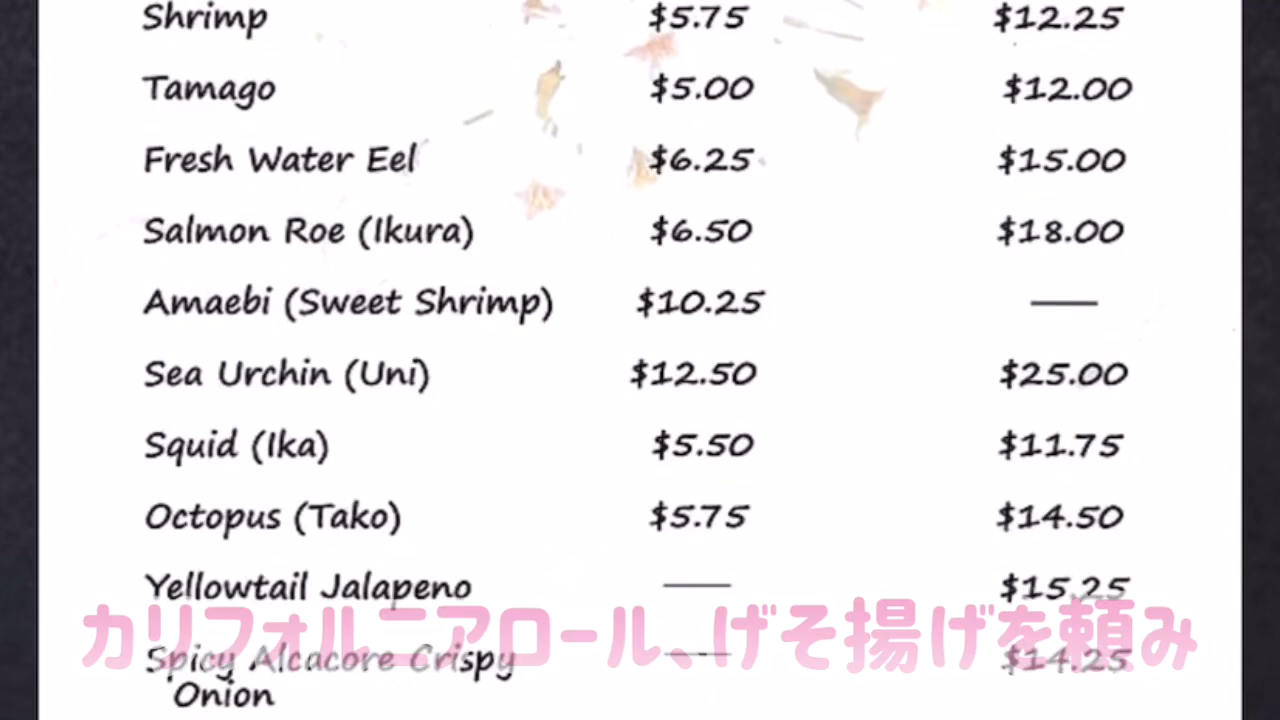 Shrimp $5.75 $12.25
Tamago $5.00 $12.00
Fresh Water Eel $6.25 $15.00
Salmon Roe (Ikura) $6.50 $18.00
Amaebi (Sweet Shrimp) $10.25 —
Sea Urchin (Uni) $12.50 $25.00
Squid (Ika) $5.50 $11.75
Octopus (Tako) $5.75 $14.50
Yellowtail Jalapeno — $15.25
カリフォルニアロール、げそ揚げを頼み
Spicy Alcacore Crispy — $14.25
Onion